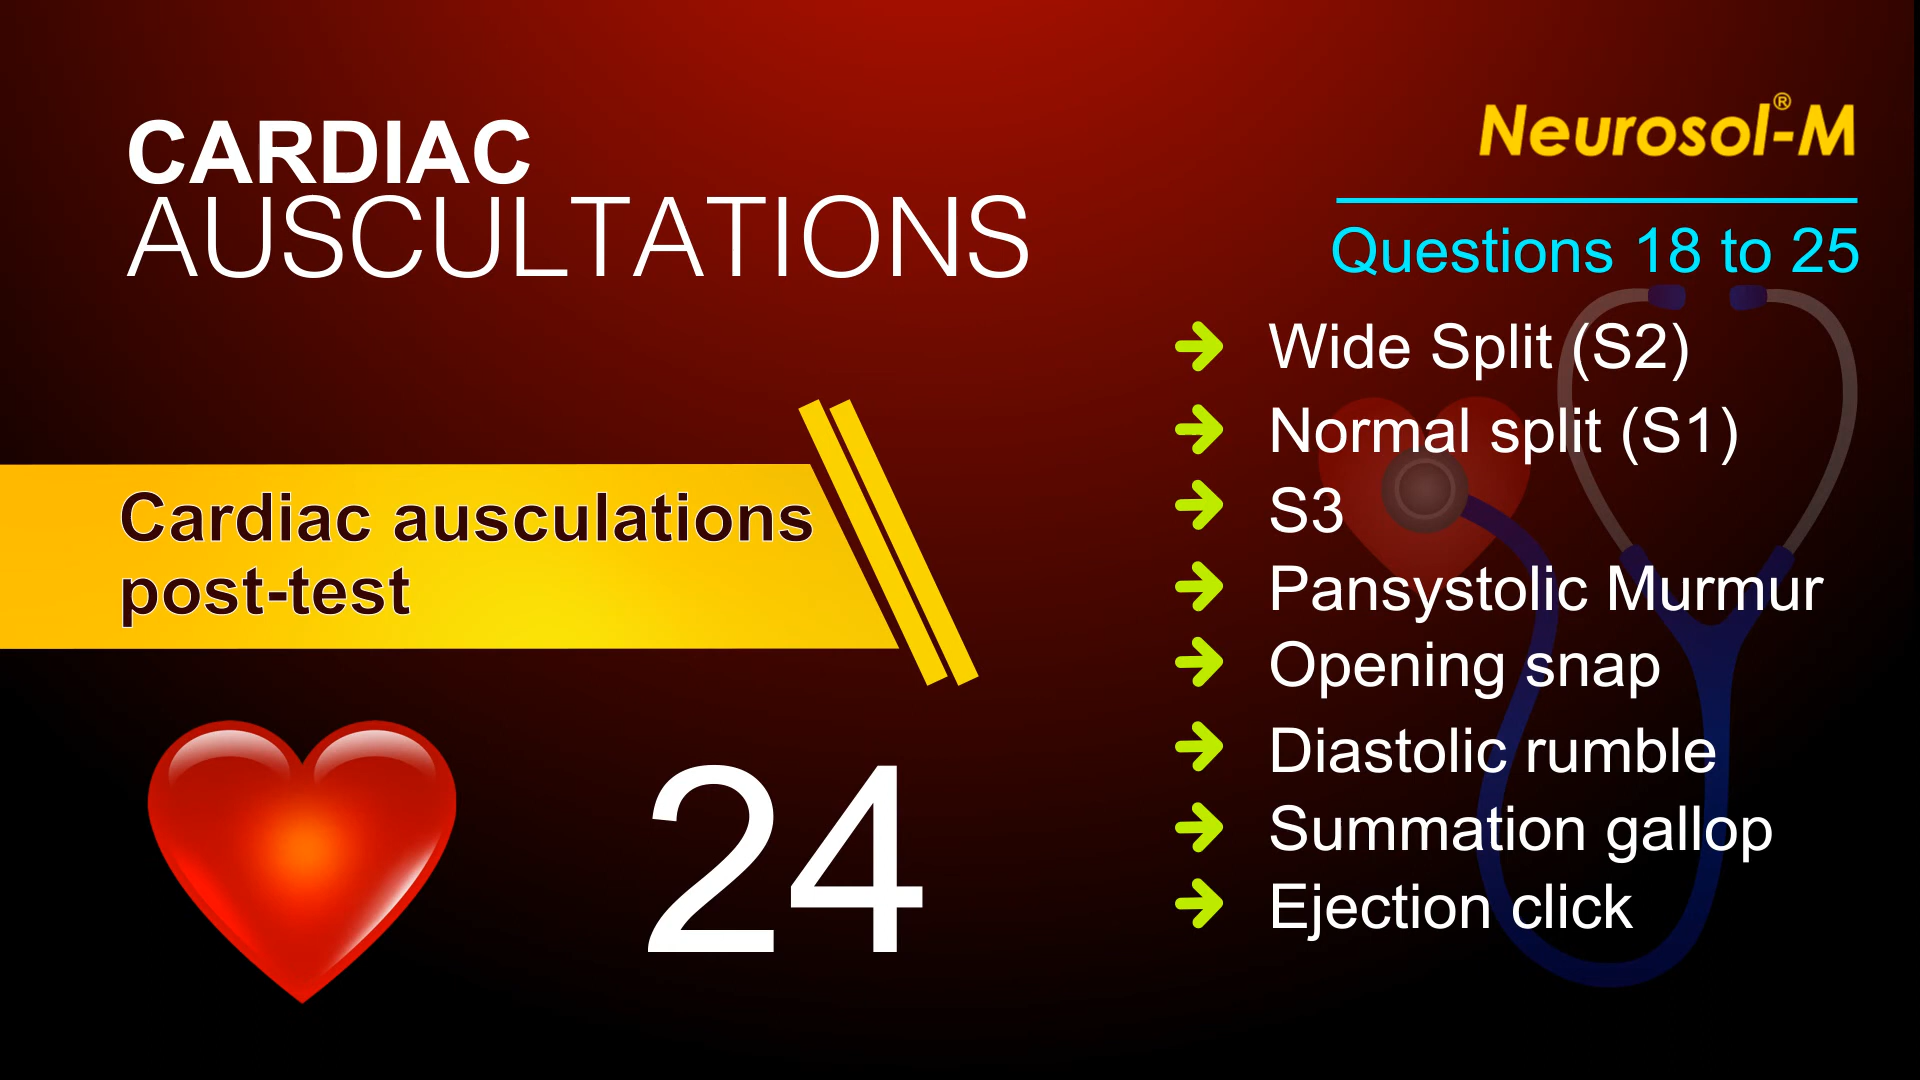 CARDIAC
AUSCULTATIONS
Cardiac ausculations
post-test
24
Neurosol-M®
Questions 18 to 25
Wide Split (S2)
Normal split (S1)
S3
Pansystolic Murmur
Opening snap
Diastolic rumble
Summation gallop
Ejection click